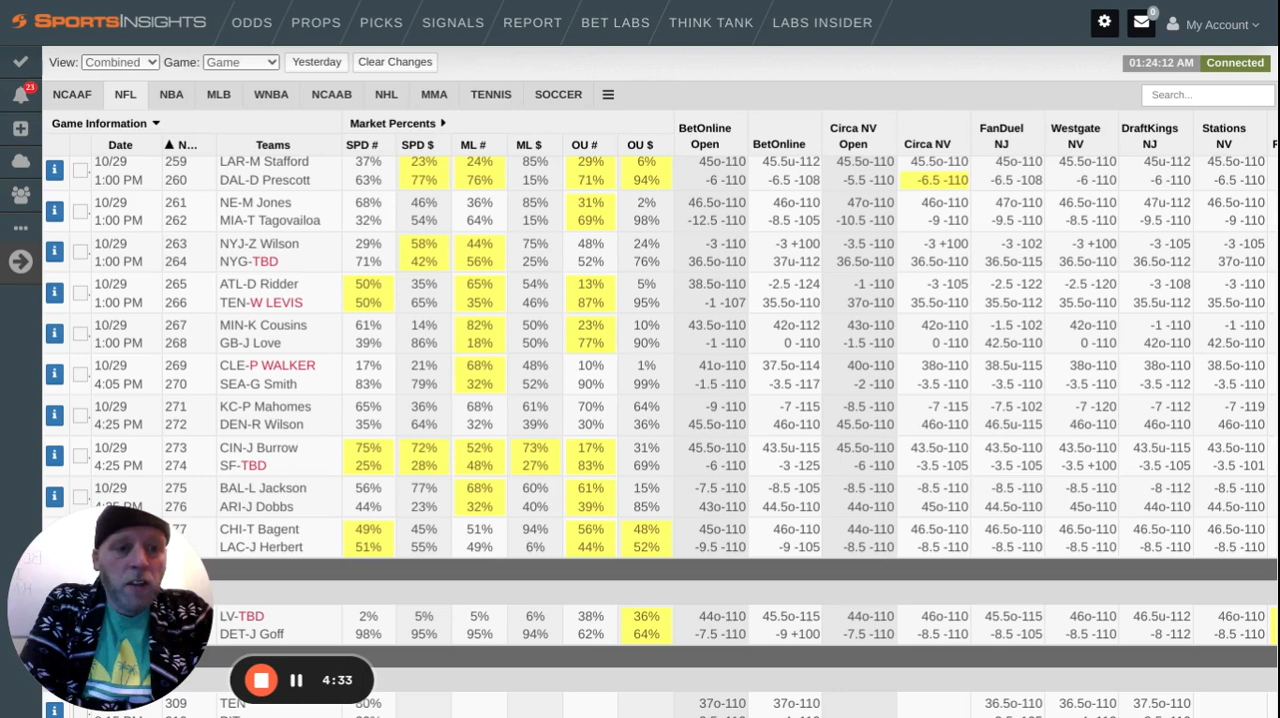 SPORTSINSIGHTS ODDS PROPS PICKS SIGNALS REPORT BET LABS THINK TANK LABS INSIDER 0 My Account
View: Combined Game: Game Yesterday Clear Changes 01:24:12 AM Connected
23 NCAAF NFL NBA MLB WNBA NCAAB NHL MMA TENNIS SOCCER Search...
Game Information Market Percents
BetOnline Open BetOnline Circa NV Open Circa NV FanDuel NJ Westgate NV DraftKings NJ Stations NV
Date N... Teams SPD # SPD $ ML # ML $ OU # OU $
10/29 259 LAR-M Stafford 37% 23% 24% 85% 29% 6% 45o-110 45.5u-112 45.5o-110 45.5o-110 45o-110 45.5o-110 45u-112 45.5o-110
1:00 PM 260 DAL-D Prescott 63% 77% 76% 15% 71% 94% -6 -110 -6.5 -108 -5.5 -110 -6.5 -110 -6.5 -108 -6 -110 -6 -110 -6.5 -110
10/29 261 NE-M Jones 68% 46% 36% 85% 31% 2% 46.5o-110 46o-110 47o-110 46o-110 47o-110 46.5o-110 47u-112 46.5o-110
1:00 PM 262 MIA-T Tagovailoa 32% 54% 64% 15% 69% 98% -12.5 -110 -8.5 -105 -10.5 -110 -9 -110 -9.5 -110 -8.5 -110 -9.5 -110 -9 -110
10/29 263 NYJ-Z Wilson 29% 58% 44% 75% 48% 24% -3 -110 -3 +100 -3.5 -110 -3 +100 -3 -102 -3 +100 -3 -105 -3 -105
1:00 PM 264 NYG-TBD 71% 42% 56% 25% 52% 76% 36.5o-110 37u-112 36.5o-110 36.5o-110 36.5o-115 36.5o-110 36.5u-112 37o-110
10/29 265 ATL-D Ridder 50% 35% 65% 54% 13% 5% 38.5o-110 -2.5 -124 -1 -110 -3 -105 -2.5 -122 -2.5 -120 -3 -108 -3 -110
1:00 PM 266 TEN-W LEVIS 50% 65% 35% 46% 87% 95% -1 -107 35.5o-110 37o-110 35.5o-110 35.5o-110 35.5o-110 35.5u-112 35.5o-110
10/29 267 MIN-K Cousins 61% 14% 82% 50% 23% 10% 43.5o-110 42o-112 43o-110 42o-110 -1.5 -102 42o-110 -1 -110 -1 -110
1:00 PM 268 GB-J Love 39% 86% 18% 50% 77% 90% -1 -110 0 -110 -1.5 -110 0 -110 42.5o-110 0 -110 42o-110 42.5o-110
10/29 269 CLE-P WALKER 17% 21% 68% 48% 10% 1% 41o-110 37.5o-114 40o-110 38o-110 38.5u-115 38o-110 38o-110 38.5o-110
4:05 PM 270 SEA-G Smith 83% 79% 32% 52% 90% 99% -1.5 -110 -3.5 -117 -2 -110 -3.5 -110 -3.5 -110 -3.5 -110 -3.5 -110 -3.5 -110
10/29 271 KC-P Mahomes 65% 36% 68% 61% 70% 64% -9 -110 -7 -115 -8.5 -110 -7 -115 -7.5 -102 -7 -120 -7 -112 -7 -119
4:25 PM 272 DEN-R Wilson 35% 64% 32% 39% 30% 36% 45.5o-110 46o-110 45.5o-110 46o-110 46o-115 46o-110 46o-110 46o-110
10/29 273 CIN-J Burrow 75% 72% 52% 73% 17% 31% 45.5o-110 43.5u-113 45.5o-110 43.5o-110 43.5o-110 43.5o-110 43.5o-110 43.5o-110
4:25 PM 274 SF-TBD 25% 28% 48% 27% 83% 69% -6 -110 -3 -125 -6 -110 -3.5 -105 -3.5 -105 -3.5 +100 -3.5 -105 -3.5 -101
10/29 275 BAL-L Jackson 56% 77% 68% 60% 61% 15% -7.5 -110 -8.5 -105 -8.5 -110 -8.5 -110 -8.5 -110 -8.5 -110 -8 -112 -8.5 -110
276 ARI-J Dobbs 44% 23% 32% 40% 39% 85% 43o-110 44.5o-110 44o-110 45o-110 44o-110 44.5o-110 44o-110 44.5o-110
CHI-T Bagent 49% 45% 51% 94% 56% 48% 45o-110 46o-110 45o-110 46o-110 46.5o-110 46.5o-110 46.5o-110 46.5o-110
LAC-J Herbert 51% 55% 49% 6% 44% 52% -9.5 -110 -9 -105 -8.5 -110 -8.5 -110 -8.5 -110 -8.5 -110 -8.5 -110 -8.5 -110
LV-TBD 2% 5% 5% 6% 38% 36% 44o-110 45.5o-112 44o-110 46o-110 45.5o-115 46o-110 46.5u-112 46o-110
DET-J Goff 98% 95% 95% 94% 62% 64% -7.5 -110 -9 +100 -7.5 -110 -8.5 -110 -8.5 -105 -8.5 -110 -8 -112 -8.5 -110
4:33
309 TEN 37o-110 37o-110 36.5o-110 36.5o-110 37o-110